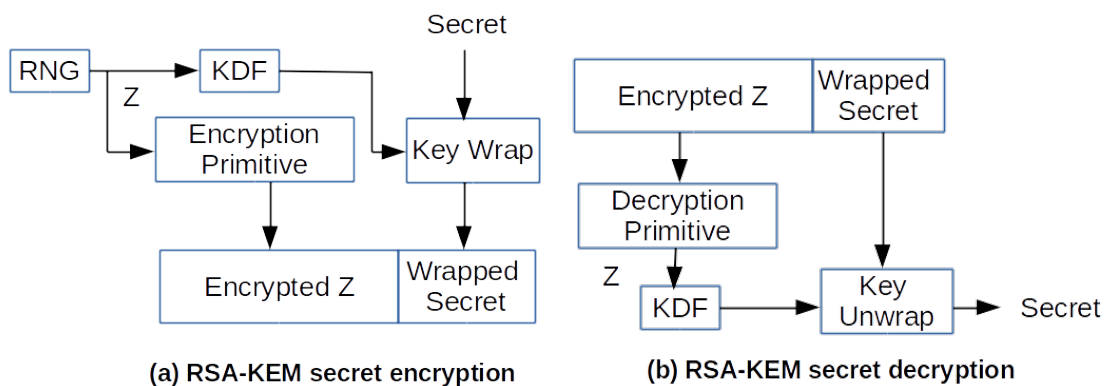 Secret
RNG
KDF
Z
Encryption
Primitive
Key Wrap
Encrypted Z
Wrapped
Secret
(a) RSA-KEM secret encryption
Encrypted Z
Wrapped
Secret
Decryption
Primitive
Z
KDF
Key
Unwrap
Secret
(b) RSA-KEM secret decryption